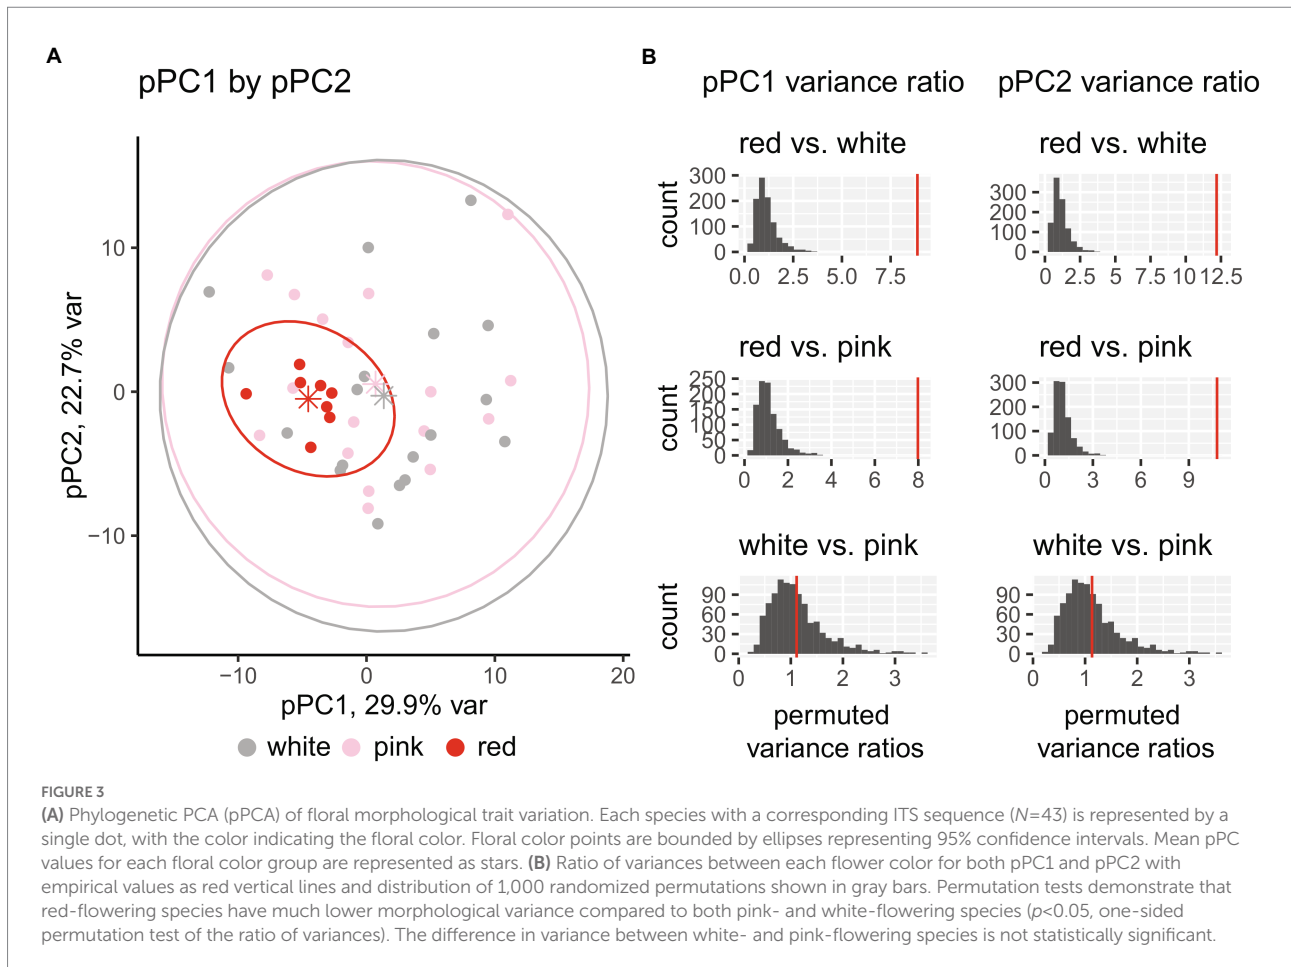 A
pPC1 by pPC2
10
0
−10
pPC2, 22.7% var
−10 0 10 20
pPC1, 29.9% var
white pink red
B
pPC1 variance ratio pPC2 variance ratio
red vs. white
count
300
200
100
0
0.0 2.5 5.0 7.5
red vs. white
300
200
100
0
0 2.5 5 7.5 10 12.5
red vs. pink
count
250
200
150
100
50
0
0 2 4 6 8
red vs. pink
300
200
100
0
0 3 6 9
white vs. pink
count
90
60
30
0
0 1 2 3
permuted
variance ratios
white vs. pink
90
60
30
0
0 1 2 3
permuted
variance ratios
FIGURE 3
(A) Phylogenetic PCA (pPCA) of floral morphological trait variation. Each species with a corresponding ITS sequence (N=43) is represented by a
single dot, with the color indicating the floral color. Floral color points are bounded by ellipses representing 95% confidence intervals. Mean pPC
values for each floral color group are represented as stars. (B) Ratio of variances between each flower color for both pPC1 and pPC2 with
empirical values as red vertical lines and distribution of 1,000 randomized permutations shown in gray bars. Permutation tests demonstrate that
red-flowering species have much lower morphological variance compared to both pink- and white-flowering species (p<0.05, one-sided
permutation test of the ratio of variances). The difference in variance between white- and pink-flowering species is not statistically significant.